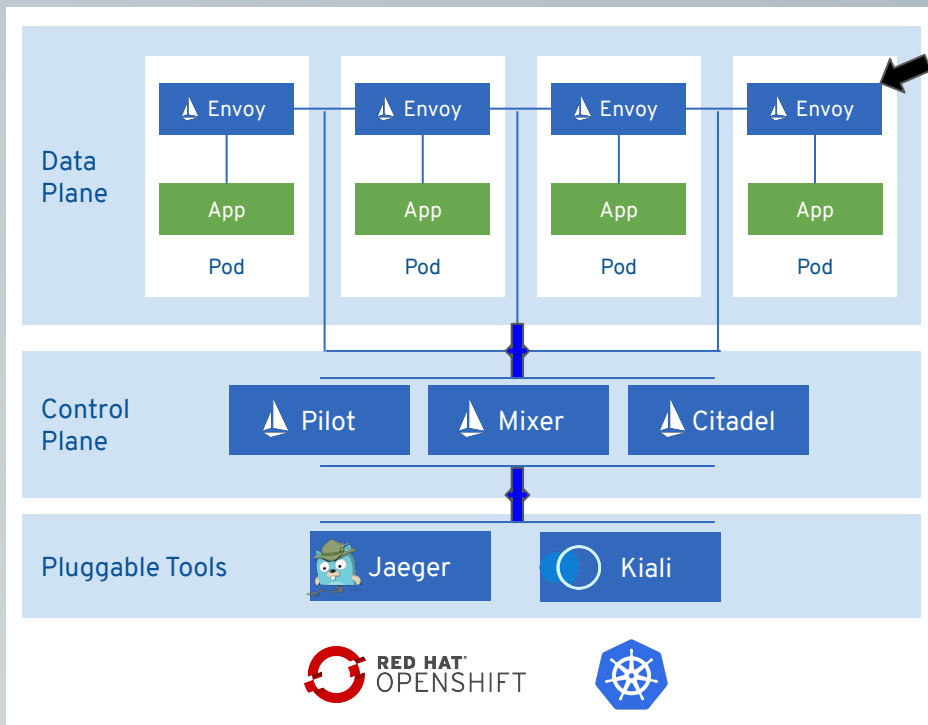 Envoy Envoy Envoy Envoy
Data
Plane
App App App App
Pod Pod Pod Pod
Control
Plane
Pilot Mixer Citadel
Pluggable Tools Jaeger Kiali
RED HAT®
OPENSHIFT